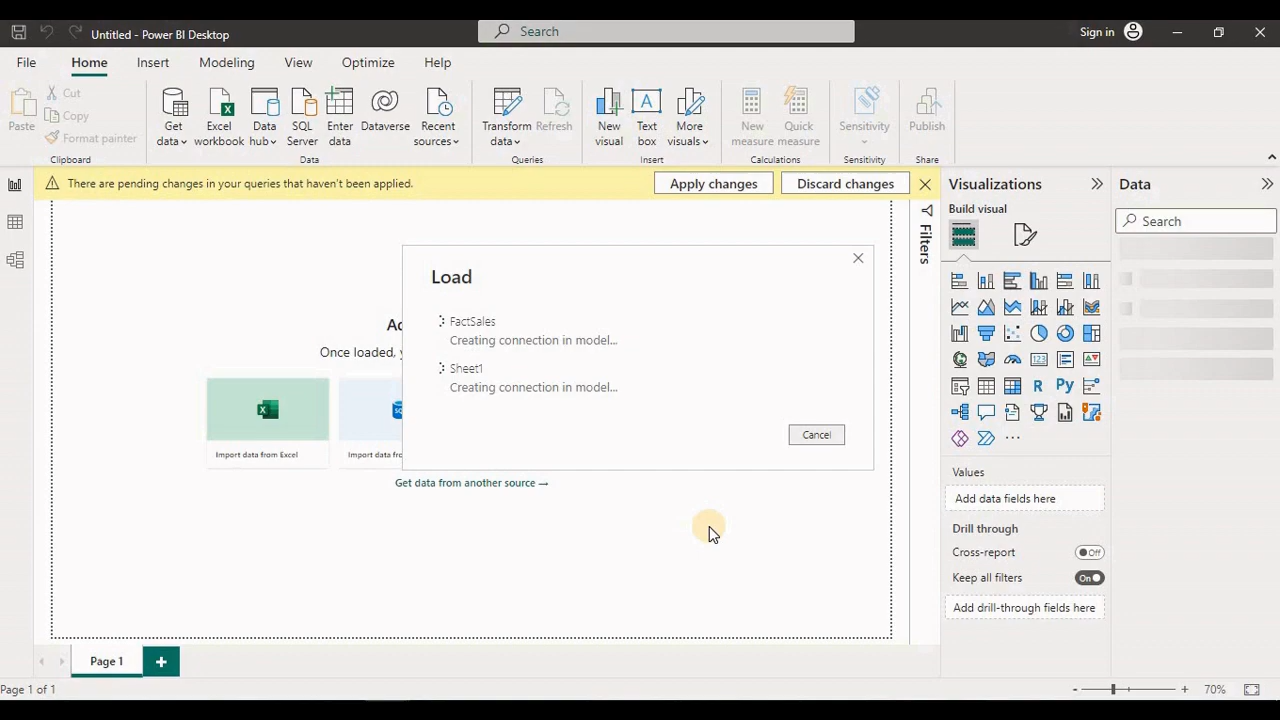 Untitled - Power BI Desktop
Search
Sign in
File
Home
Insert
Modeling
View
Optimize
Help
Paste
Cut
Copy
Format painter
Clipboard
Get data
Excel workbook
Data hub
SQL Server
Enter data
Dataverse
Recent sources
Data
Transform data
Refresh
Queries
New visual
Text box
More visuals
Insert
New measure
Quick measure
Calculations
Sensitivity
Sensitivity
Publish
Share
There are pending changes in your queries that haven't been applied.
Apply changes
Discard changes
Filters
Visualizations
Build visual
Data
Search
Load
FactSales
Creating connection in model...
Sheet1
Creating connection in model...
Cancel
Once loaded,
Import data from Excel
Get data from another source →
R
Py
123
Values
Add data fields here
Drill through
Cross-report
Off
Keep all filters
On
Add drill-through fields here
Page 1
Page 1 of 1
70%